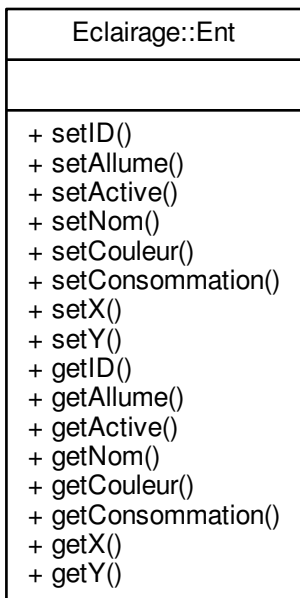 Eclairage::Ent
+ setID()
+ setAllume()
+ setActive()
+ setNom()
+ setCouleur()
+ setConsommation()
+ setX()
+ setY()
+ getID()
+ getAllume()
+ getActive()
+ getNom()
+ getCouleur()
+ getConsommation()
+ getX()
+ getY()